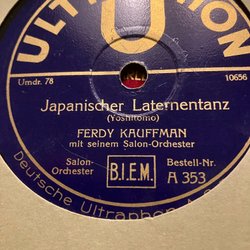 ULTRAPHON
Umdr. 78
10656
Japanischer Laternentanz
(Yoshitomo)
FERDY KAUFFMAN
mit seinem Salon-Orchester
Salon-
Orchester
B.I.E.M.
Bestell-Nr.
A 353
Deutsche Ultraphon A.G.